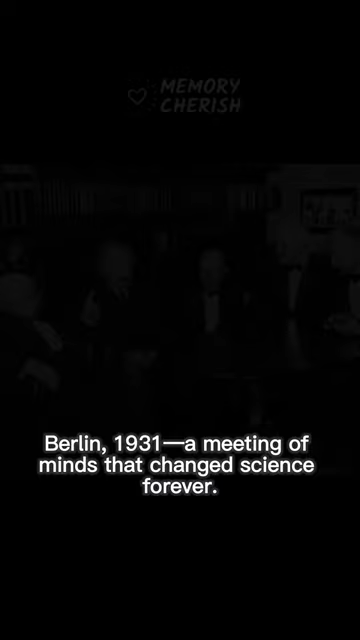 MEMORY
CHERISH
Berlin, 1931—a meeting of
minds that changed science
forever.